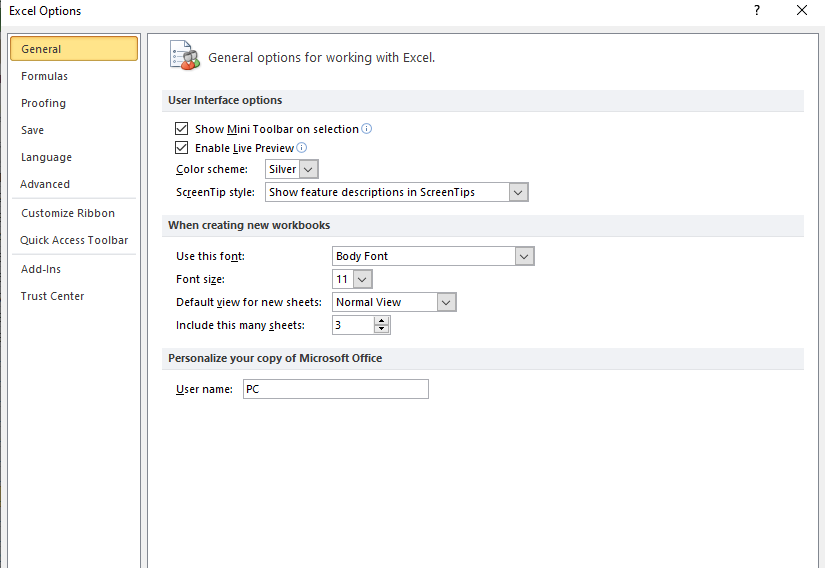 Excel Options
?
General
Formulas
Proofing
Save
Language
Advanced
Customize Ribbon
Quick Access Toolbar
Add-Ins
Trust Center
General options for working with Excel.
User Interface options
Show Mini Toolbar on selection
Enable Live Preview
Color scheme: Silver
ScreenTip style: Show feature descriptions in ScreenTips
When creating new workbooks
Use this font: Body Font
Font size: 11
Default view for new sheets: Normal View
Include this many sheets: 3
Personalize your copy of Microsoft Office
User name: PC